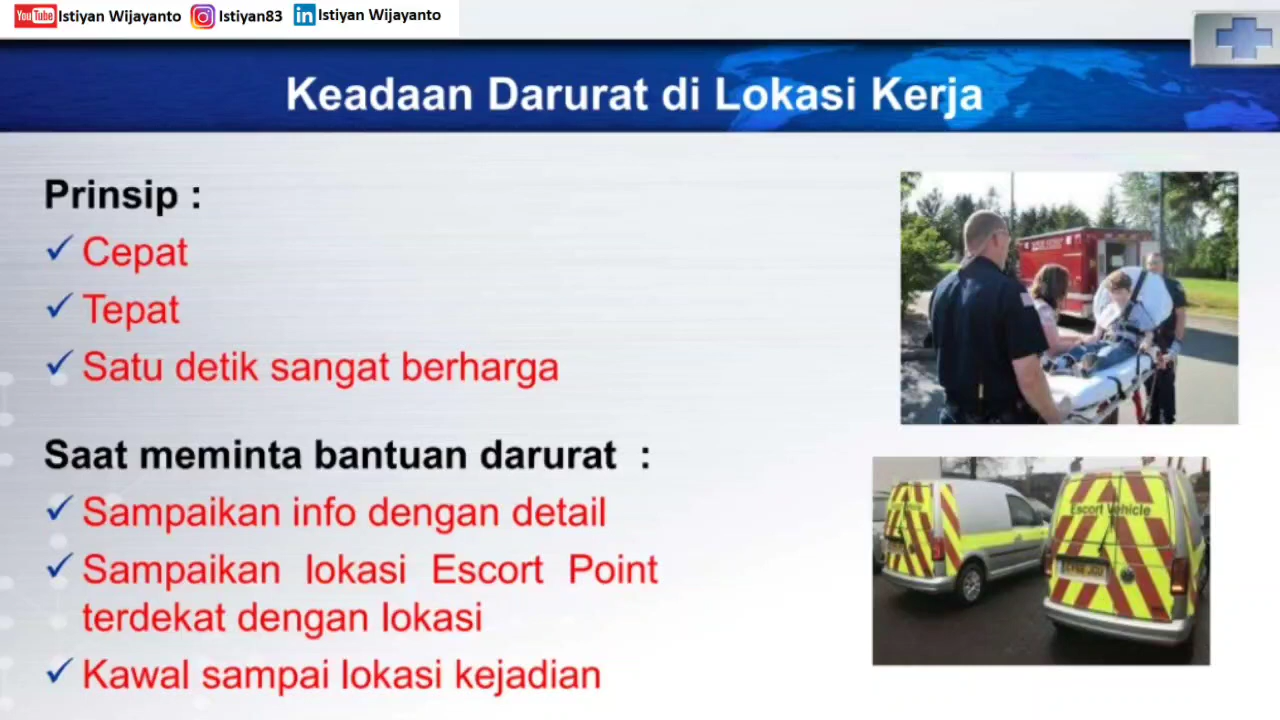 YouTube Istiyan Wijayanto Istiyan83 in Istiyan Wijayanto
Keadaan Darurat di Lokasi Kerja
Prinsip :
Cepat
Tepat
Satu detik sangat berharga
Saat meminta bantuan darurat :
Sampaikan info dengan detail
Sampaikan lokasi Escort Point
terdekat dengan lokasi
Kawal sampai lokasi kejadian
Escort Vehicle